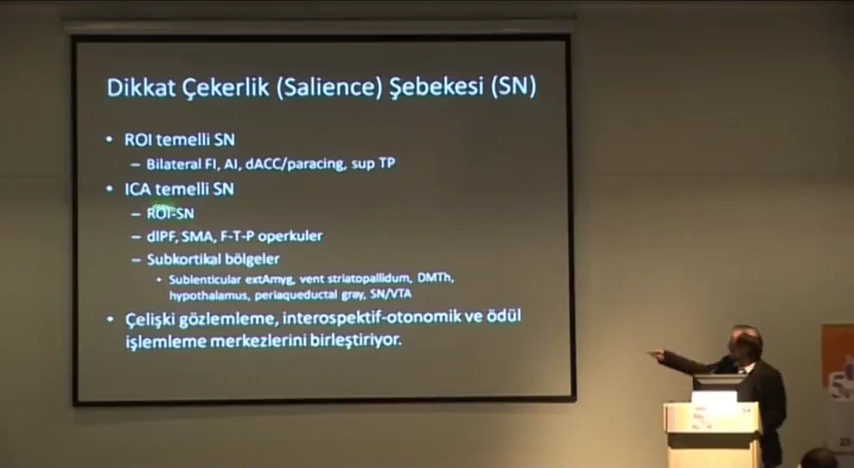 Dikkat Çekerlik (Salience) Şebekesi (SN)
• ROI temelli SN
– Bilateral FI, AI, dACC/paracing, sup TP
• ICA temelli SN
– ROI-SN
– dlPF, SMA, F-T-P operkuler
– Subkortikal bölgeler
• Sublenticular extAmyg, vent striatopallidum, DMTh,
hypothalamus, periaqueductal gray, SN/VTA
• Çelişki gözlemleme, interospektif-otonomik ve ödül
işlemleme merkezlerini birleştiriyor.